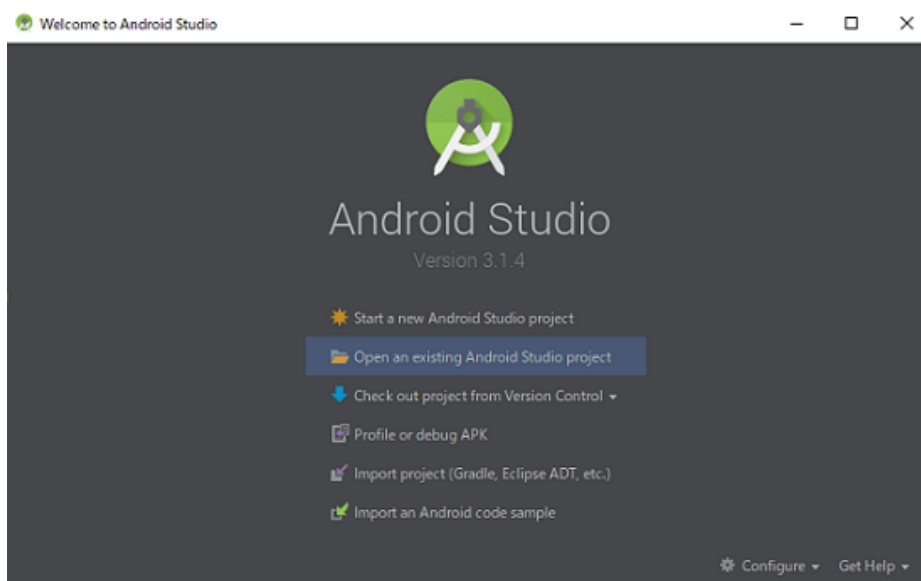 Welcome to Android Studio
Android Studio
Version 3.1.4
Start a new Android Studio project
Open an existing Android Studio project
Check out project from Version Control
Profile or debug APK
Import project (Gradle, Eclipse ADT, etc.)
Import an Android code sample
Configure Get Help